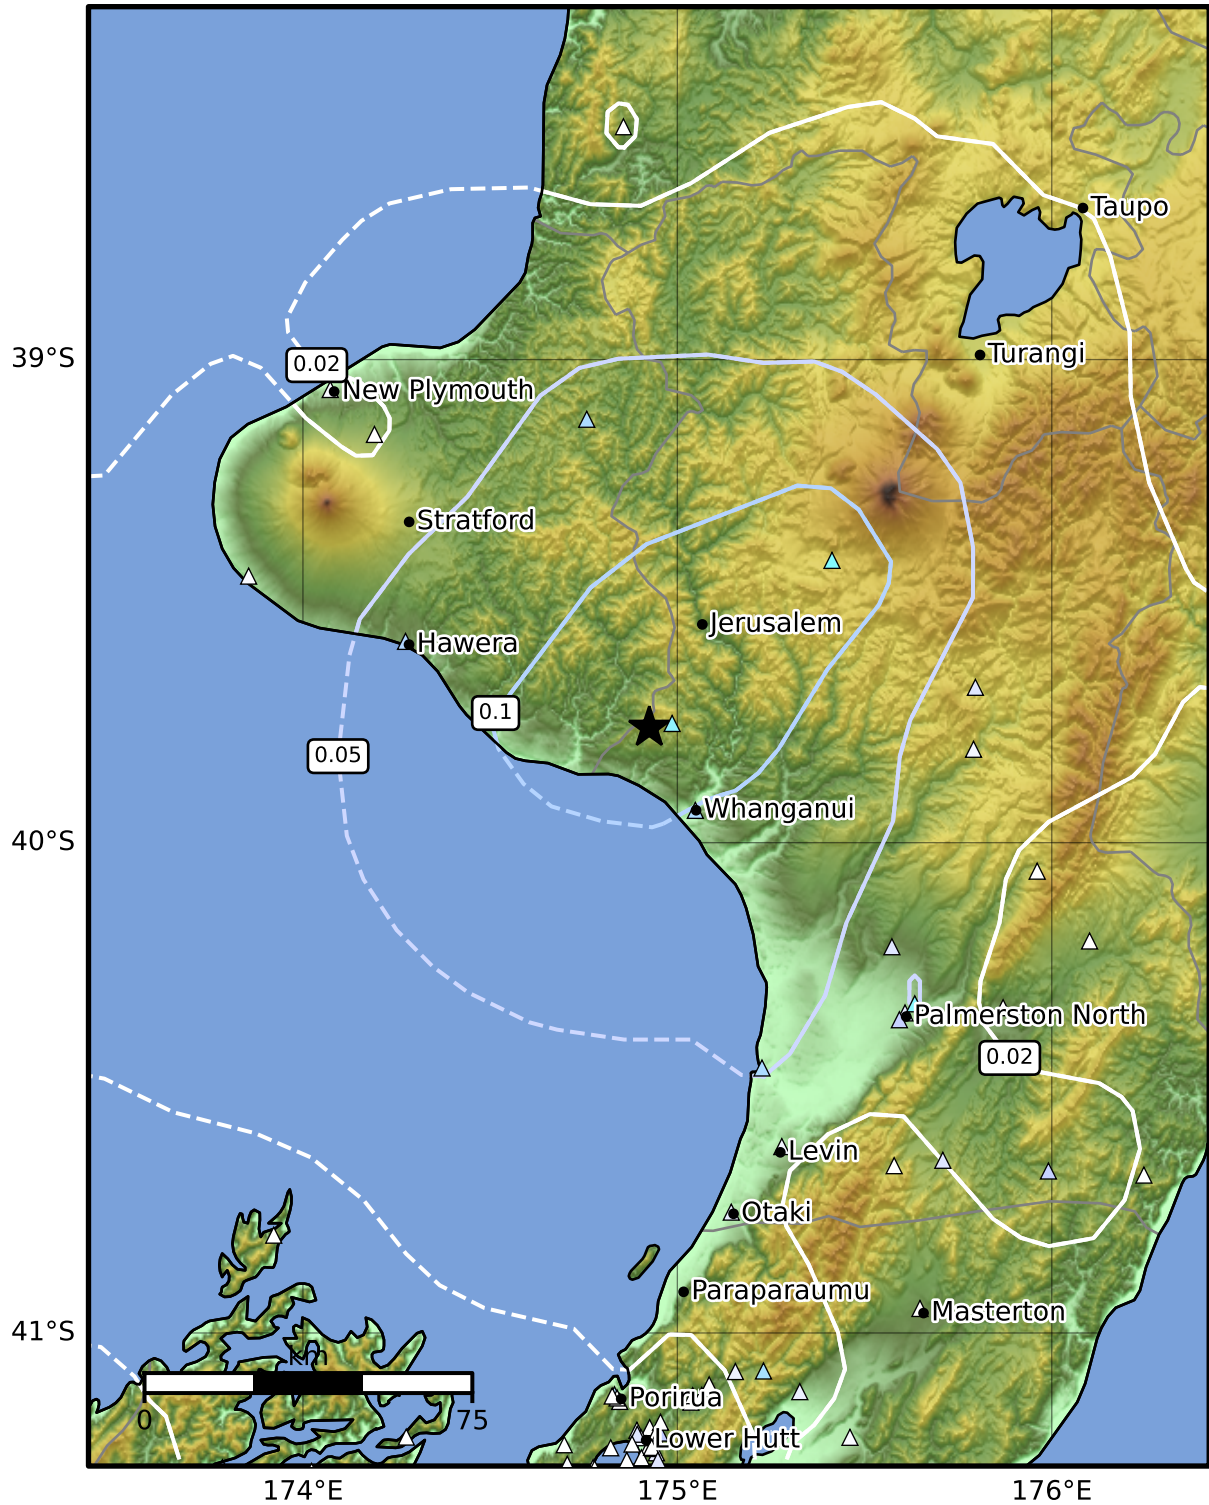 Taupo
39°S
Turangi
0.02
New Plymouth
Stratford
Jerusalem
Hawera
0.1
0.05
Whanganui
40°S
Palmerston North
0.02
Levin
Otaki
Paraparaumu
Masterton
41°S
km
0
75
Porirua
Lower Hutt
174°E
175°E
176°E